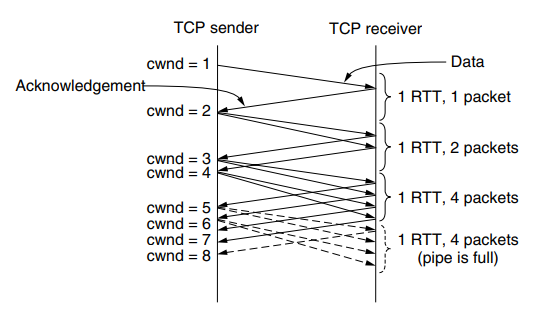 TCP sender
TCP receiver
cwnd = 1
Data
Acknowledgement
1 RTT, 1 packet
cwnd = 2
1 RTT, 2 packets
cwnd = 3
cwnd = 4
1 RTT, 4 packets
cwnd = 5
cwnd = 6
cwnd = 7
1 RTT, 4 packets
(pipe is full)
cwnd = 8